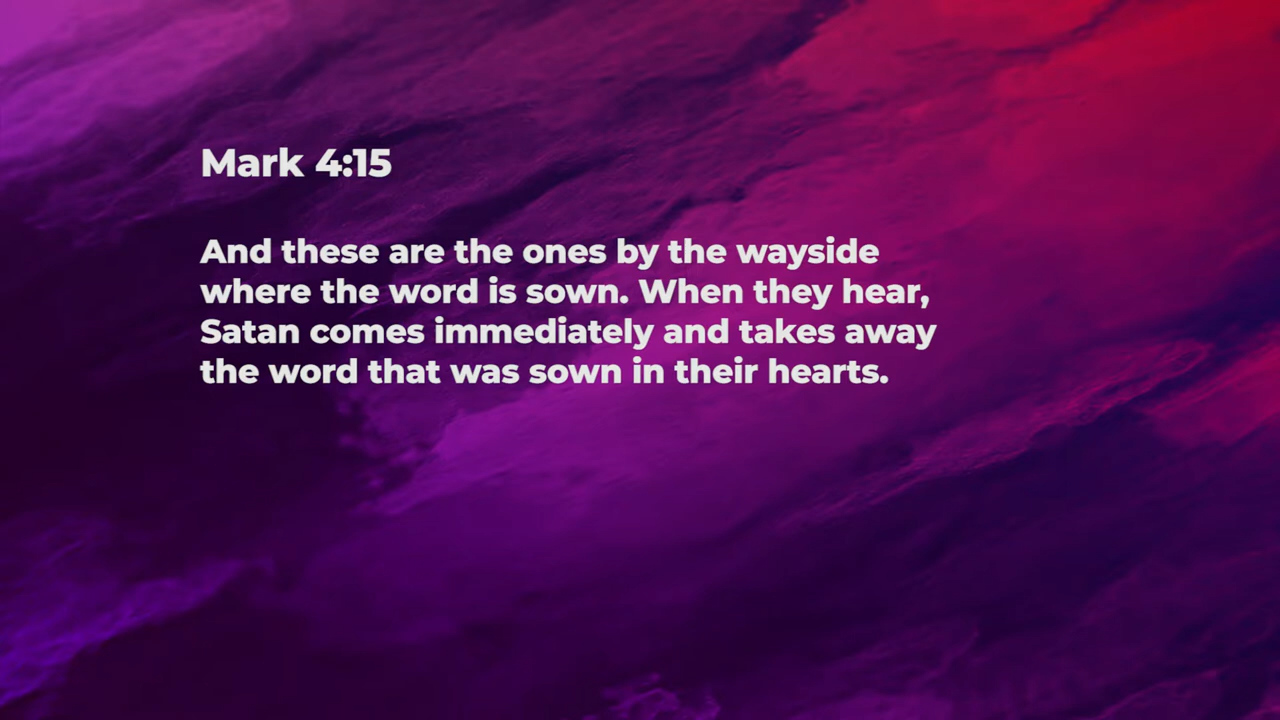 Mark 4:15
And these are the ones by the wayside
where the word is sown. When they hear,
Satan comes immediately and takes away
the word that was sown in their hearts.